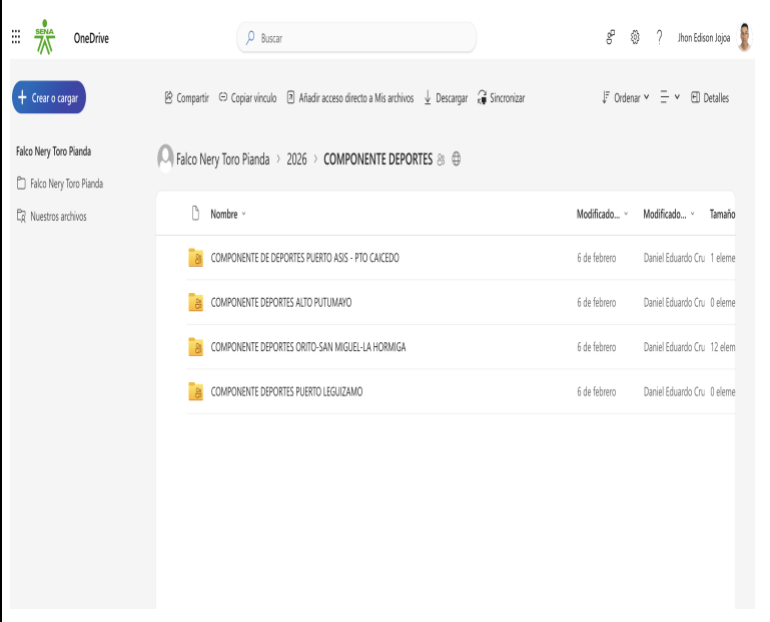 SENA
OneDrive
Buscar
Jhon Edison Jojoa
+ Crear o cargar
Compartir Copiar vínculo Añadir acceso directo a Mis archivos Descargar Sincronizar
Ordenar Detalles
Falco Nery Toro Pianda
Falco Nery Toro Pianda
Nuestros archivos
Falco Nery Toro Pianda > 2026 > COMPONENTE DEPORTES
Nombre Modificado... Modificado... Tamaño
COMPONENTE DE DEPORTES PUERTO ASIS - PTO CAICEDO 6 de febrero Daniel Eduardo Cru 1 eleme
COMPONENTE DEPORTES ALTO PUTUMAYO 6 de febrero Daniel Eduardo Cru 0 eleme
COMPONENTE DEPORTES ORITO-SAN MIGUEL-LA HORMIGA 6 de febrero Daniel Eduardo Cru 12 elem
COMPONENTE DEPORTES PUERTO LEGUIZAMO 6 de febrero Daniel Eduardo Cru 0 eleme